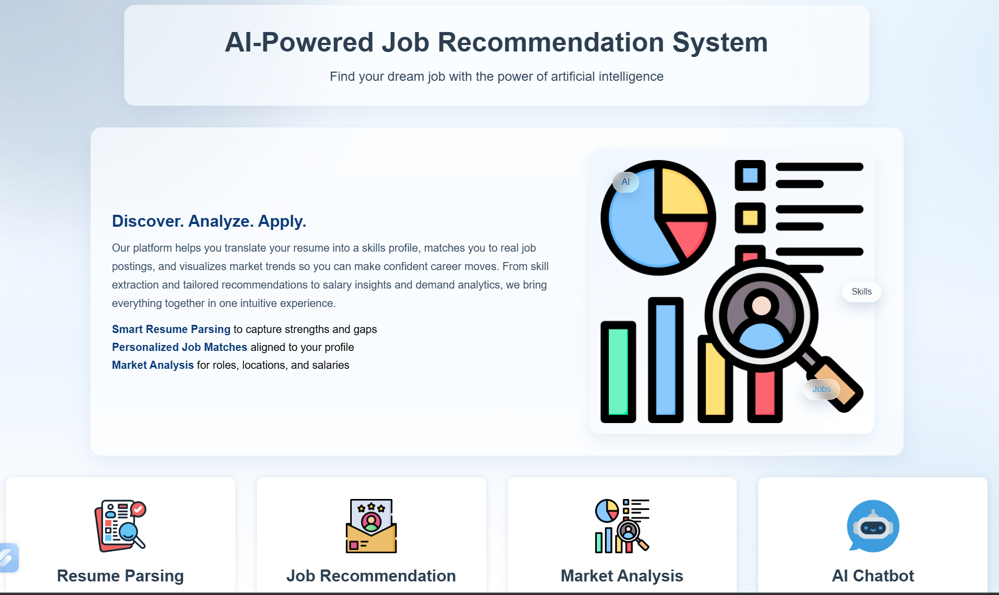 AI-Powered Job Recommendation System
Find your dream job with the power of artificial intelligence
Discover. Analyze. Apply.
Our platform helps you translate your resume into a skills profile, matches you to real job
postings, and visualizes market trends so you can make confident career moves. From skill
extraction and tailored recommendations to salary insights and demand analytics, we bring
everything together in one intuitive experience.
Smart Resume Parsing to capture strengths and gaps
Personalized Job Matches aligned to your profile
Market Analysis for roles, locations, and salaries
AI
Skills
Jobs
Resume Parsing
Job Recommendation
Market Analysis
AI Chatbot